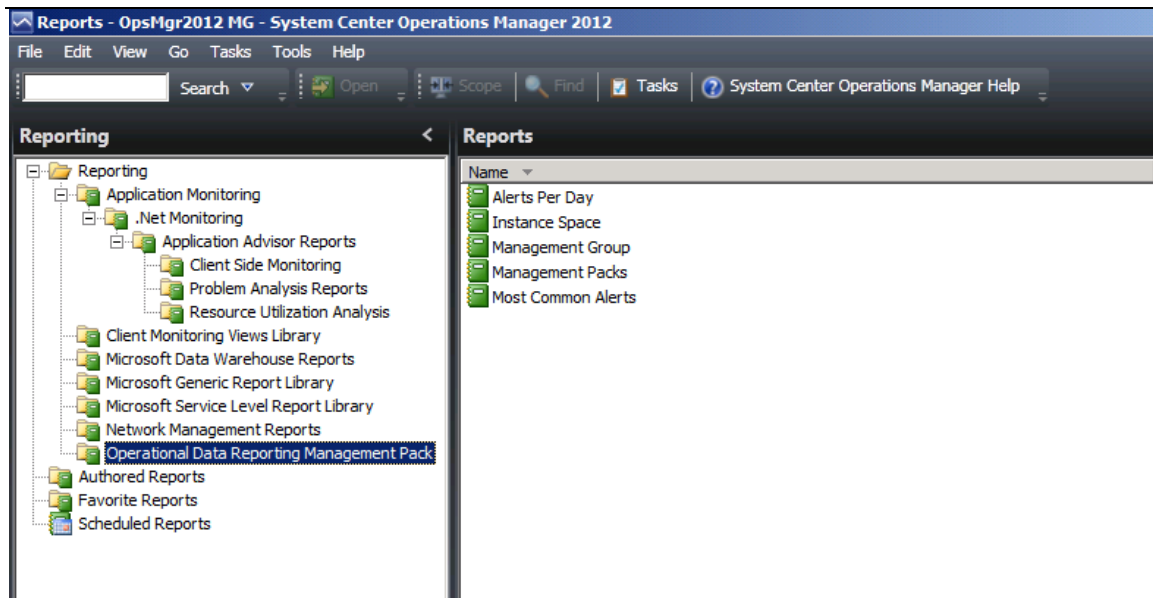 Reports - OpsMgr2012 MG - System Center Operations Manager 2012
File Edit View Go Tasks Tools Help
Search Open Scope Find Tasks System Center Operations Manager Help
Reporting
Reporting
Application Monitoring
.Net Monitoring
Application Advisor Reports
Client Side Monitoring
Problem Analysis Reports
Resource Utilization Analysis
Client Monitoring Views Library
Microsoft Data Warehouse Reports
Microsoft Generic Report Library
Microsoft Service Level Report Library
Network Management Reports
Operational Data Reporting Management Pack
Authored Reports
Favorite Reports
Scheduled Reports
Reports
Name
Alerts Per Day
Instance Space
Management Group
Management Packs
Most Common Alerts